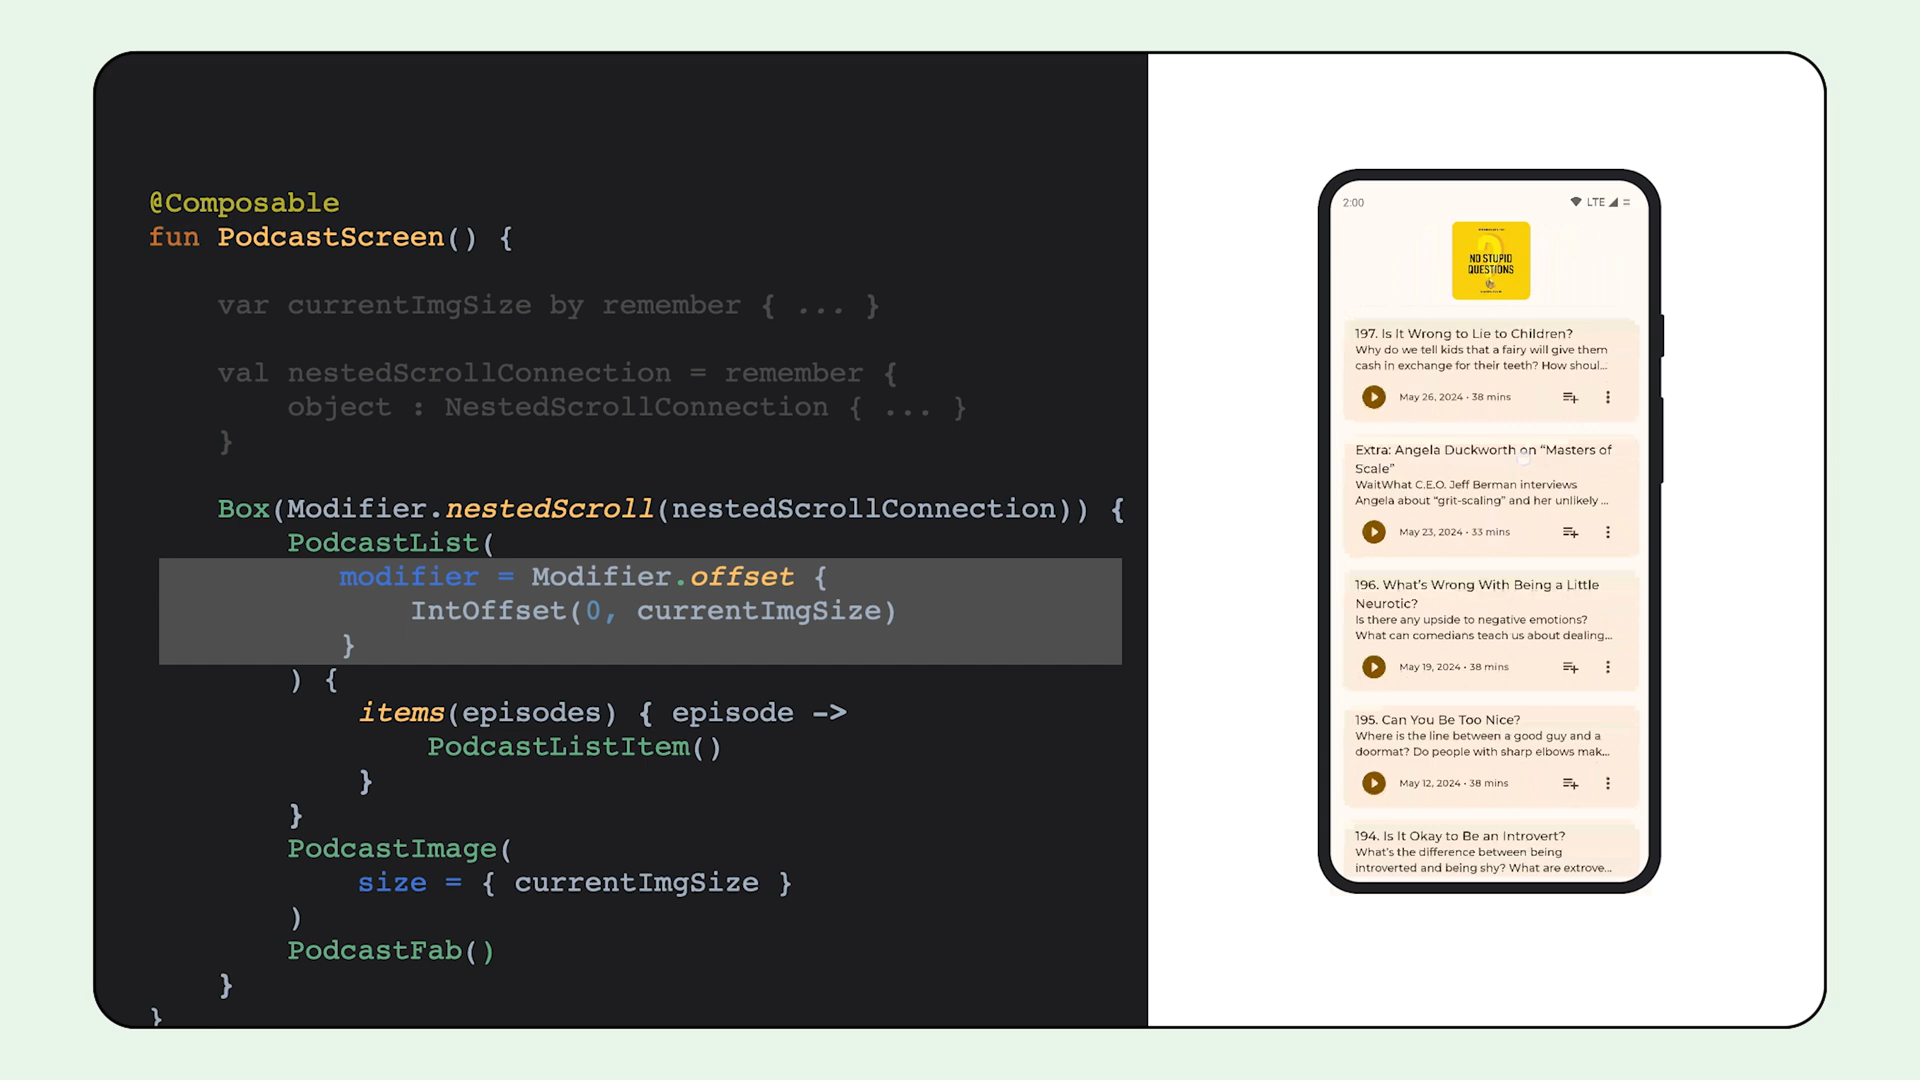 @Composable
fun PodcastScreen() {
var currentImgSize by remember { ... }
val nestedScrollConnection = remember {
object : NestedScrollConnection { ... }
}
Box(Modifier.nestedScroll(nestedScrollConnection)) {
PodcastList(
modifier = Modifier.offset {
IntOffset(0, currentImgSize)
}
) {
items(episodes) { episode ->
PodcastListItem()
}
}
PodcastImage(
size = { currentImgSize }
)
PodcastFab()
}
}
2:00
LTE
NO STUPID
QUESTIONS
197. Is It Wrong to Lie to Children?
Why do we tell kids that a fairy will give them
cash in exchange for their teeth? How shoul...
May 26, 2024 • 38 mins
Extra: Angela Duckworth on “Masters of
Scale”
WaitWhat C.E.O. Jeff Berman interviews
Angela about “grit-scaling” and her unlikely ...
May 23, 2024 • 33 mins
196. What’s Wrong With Being a Little
Neurotic?
Is there any upside to negative emotions?
What can comedians teach us about dealing...
May 19, 2024 • 38 mins
195. Can You Be Too Nice?
Where is the line between a good guy and a
doormat? Do people with sharp elbows mak...
May 12, 2024 • 38 mins
194. Is It Okay to Be an Introvert?
What’s the difference between being
introverted and being shy? What are extrove...